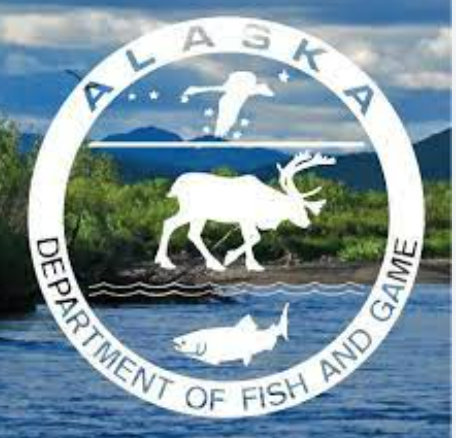 ALASKA
DEPARTMENT OF FISH AND GAME